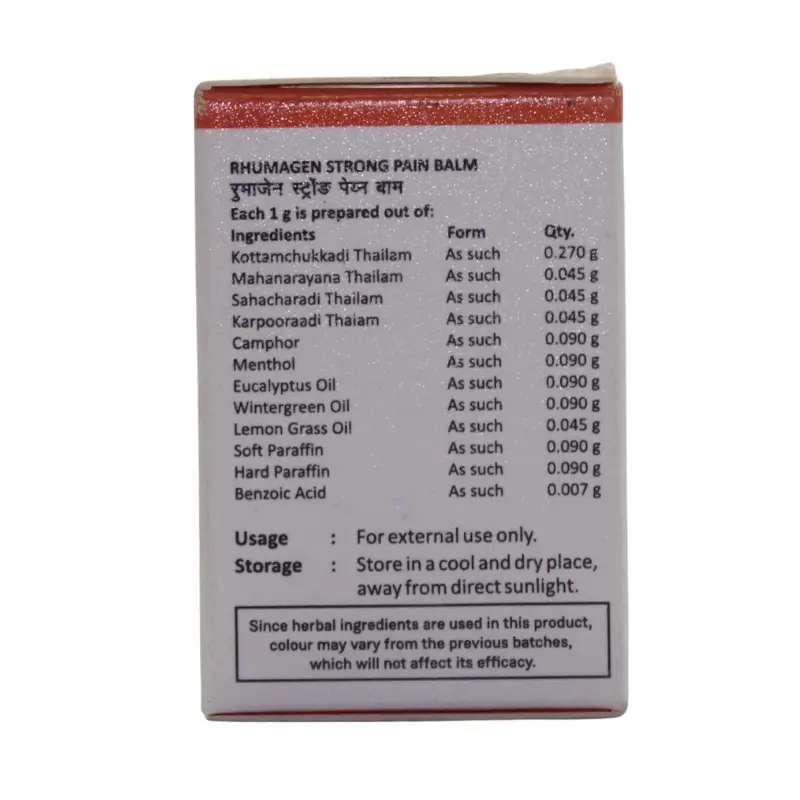 RHUMAGEN STRONG PAIN BALM
रुमाजेन स्ट्रोंङ पेय्न बाम
Each 1 g is prepared out of:
Ingredients Form Qty.
Kottamchukkadi Thailam As such 0.270 g
Mahanarayana Thailam As such 0.045 g
Sahacharadi Thailam As such 0.045 g
Karpooraadi Thaiam As such 0.045 g
Camphor As such 0.090 g
Menthol As such 0.090 g
Eucalyptus Oil As such 0.090 g
Wintergreen Oil As such 0.090 g
Lemon Grass Oil As such 0.045 g
Soft Paraffin As such 0.090 g
Hard Paraffin As such 0.090 g
Benzoic Acid As such 0.007 g
Usage : For external use only.
Storage : Store in a cool and dry place,
away from direct sunlight.
Since herbal ingredients are used in this product,
colour may vary from the previous batches,
which will not affect its efficacy.